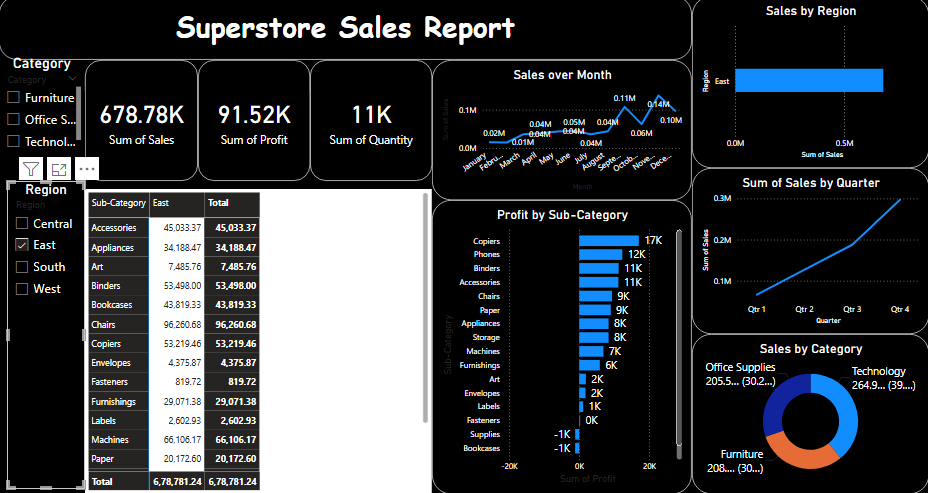 Superstore Sales Report
Category
Category
Furniture
Office S...
Technol...
Region
Region
Central
East
South
West
678.78K
Sum of Sales
91.52K
Sum of Profit
11K
Sum of Quantity
Sub-Category East Total
Accessories 45,033.37 45,033.37
Appliances 34,188.47 34,188.47
Art 7,485.76 7,485.76
Binders 53,498.00 53,498.00
Bookcases 43,819.33 43,819.33
Chairs 96,260.68 96,260.68
Copiers 53,219.46 53,219.46
Envelopes 4,375.87 4,375.87
Fasteners 819.72 819.72
Furnishings 29,071.38 29,071.38
Labels 2,602.93 2,602.93
Machines 66,106.17 66,106.17
Paper 20,172.60 20,172.60
Total 6,78,781.24 6,78,781.24
Sales over Month
Sum of Sales
0.1M
0.0M
0.02M 0.01M 0.04M 0.04M 0.05M 0.04M 0.04M 0.04M 0.11M 0.06M 0.14M 0.10M
January Febru... March April May June July August Septe... Octob... Nove... Dece...
Month
Profit by Sub-Category
Sub-Category
Copiers 17K
Phones 12K
Binders 11K
Accessories 11K
Chairs 9K
Paper 9K
Appliances 8K
Storage 8K
Machines 7K
Furnishings 6K
Art 2K
Envelopes 2K
Labels 1K
Fasteners 0K
Supplies -1K
Bookcases -1K
-20K 0K 20K
Sum of Profit
Sales by Region
Region
East
0.0M 0.5M
Sum of Sales
Sum of Sales by Quarter
Sum of Sales
0.3M
0.2M
0.1M
Qtr 1 Qtr 2 Qtr 3 Qtr 4
Quarter
Sales by Category
Office Supplies
205.5... (30.2...)
Technology
264.9... (39....)
Furniture
208.... (30...)